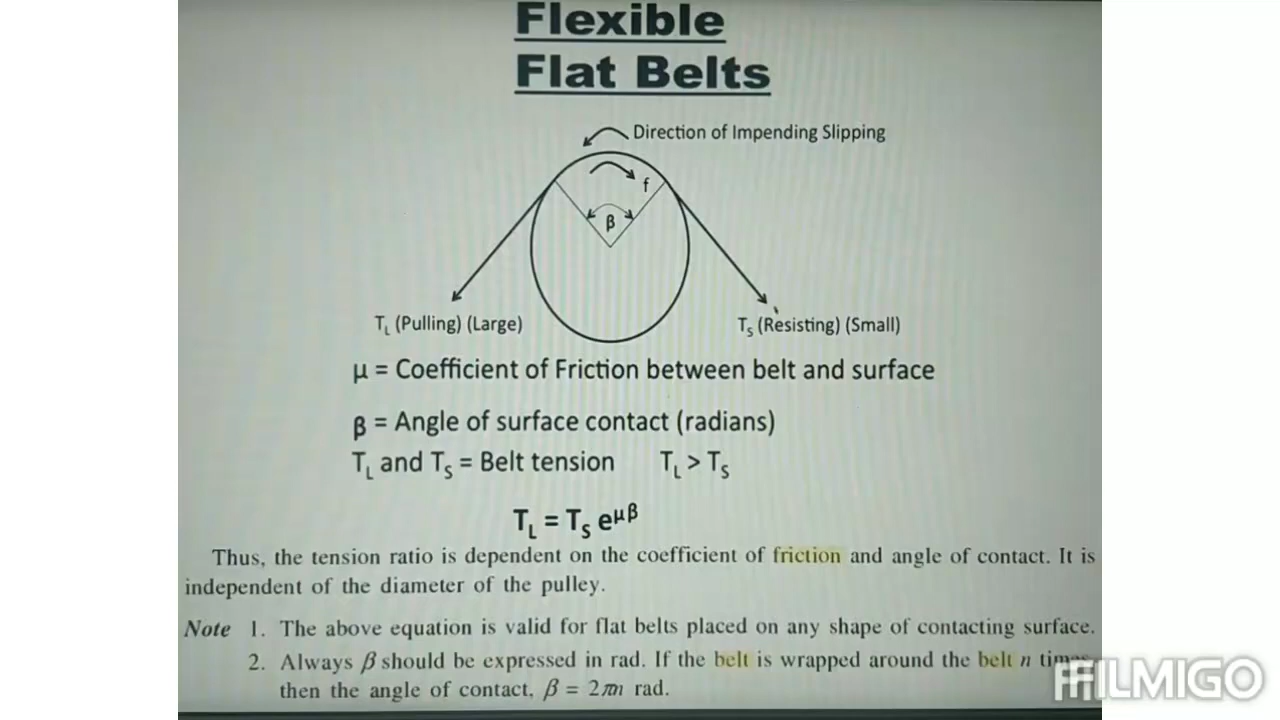 Flexible
Flat Belts
Direction of Impending Slipping
f
β
T_L (Pulling) (Large)
T_S (Resisting) (Small)
μ = Coefficient of Friction between belt and surface
β = Angle of surface contact (radians)
T_L and T_S = Belt tension T_L > T_S
T_L = T_S e^μβ
Thus, the tension ratio is dependent on the coefficient of friction and angle of contact. It is
independent of the diameter of the pulley.
Note 1. The above equation is valid for flat belts placed on any shape of contacting surface.
2. Always β should be expressed in rad. If the belt is wrapped around the belt n times
then the angle of contact, β = 2πn rad.
FILMIGO